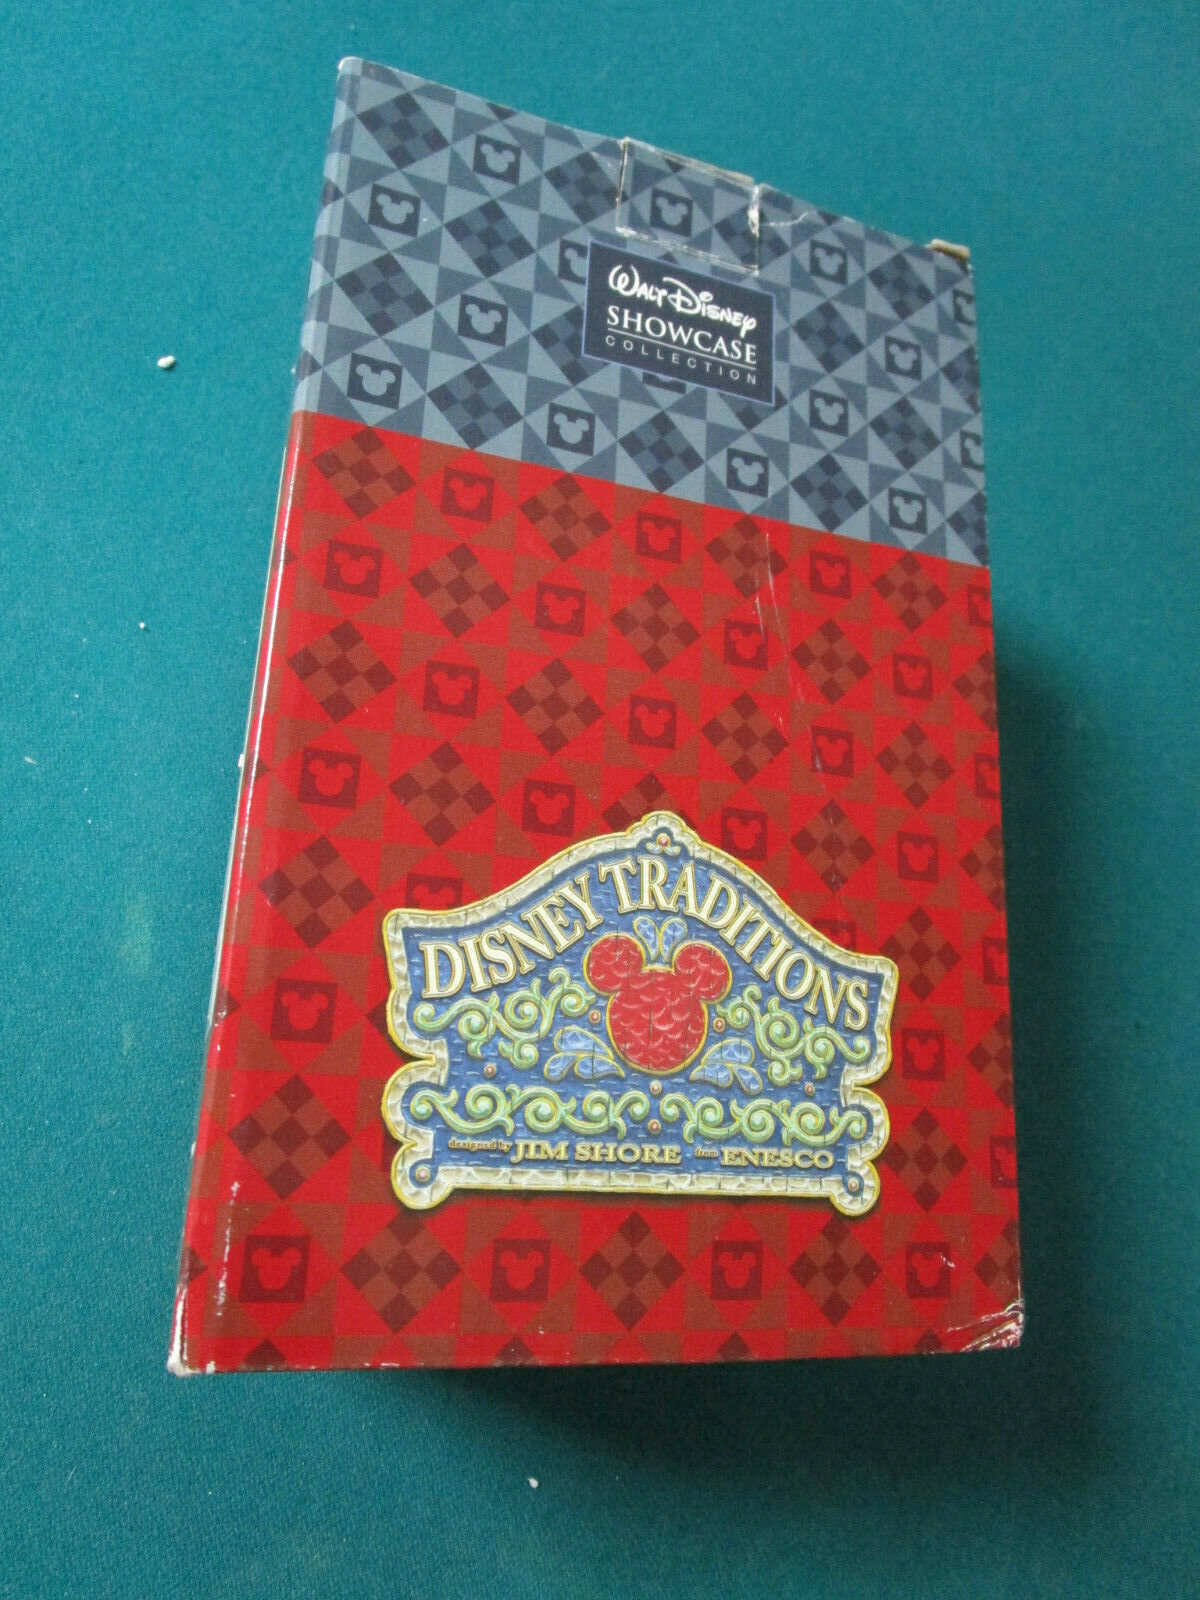 WALT DISNEY
SHOWCASE
COLLECTION
DISNEY TRADITIONS
designed by JIM SHORE from ENESCO